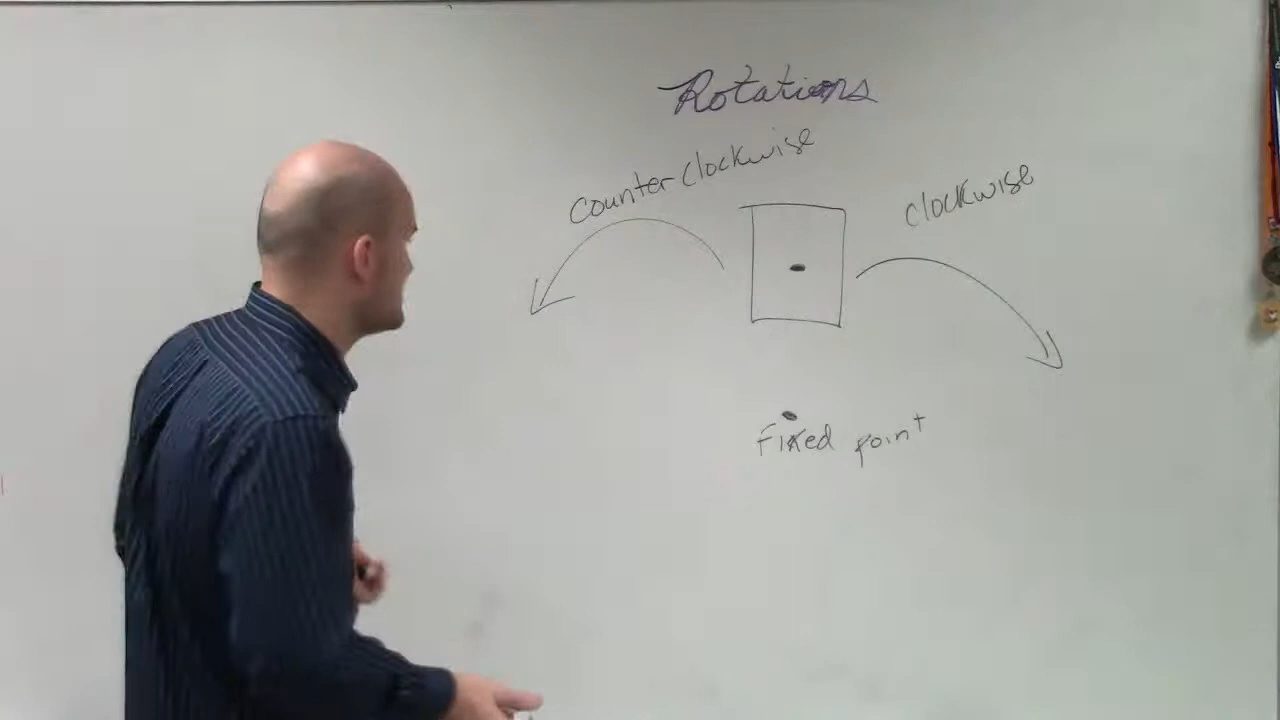 Rotations
counter clockwise
clockwise
Fixed point